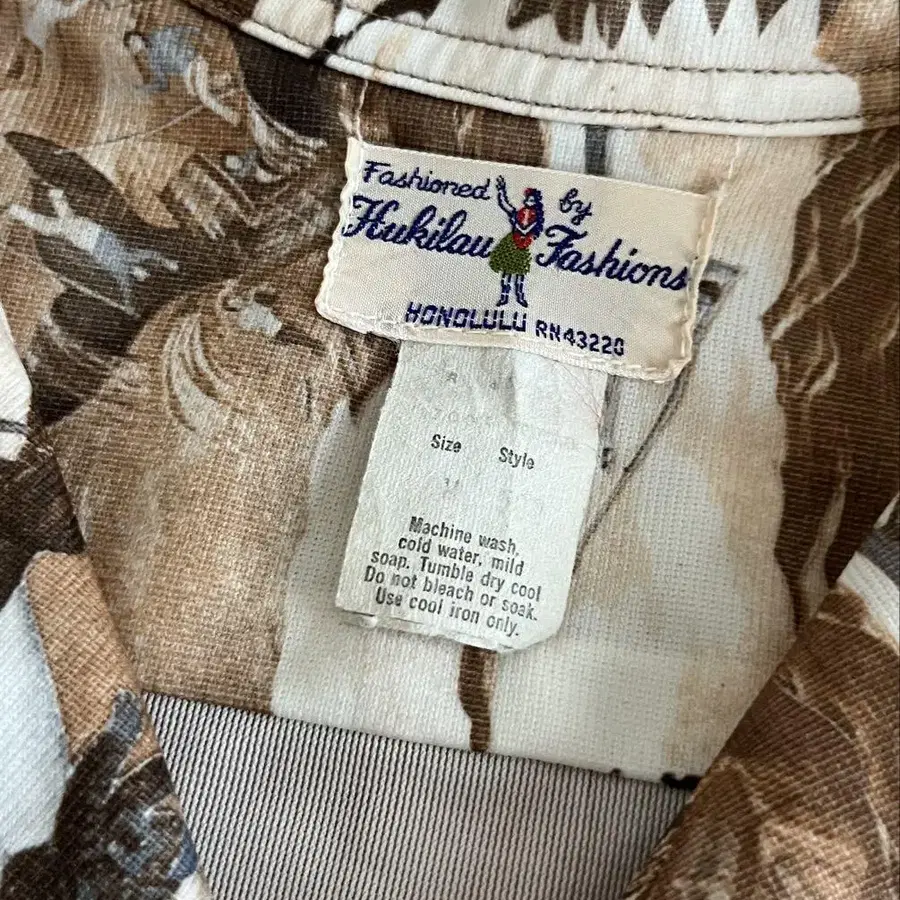 Fashioned by
Hukilau Fashions
HONOLULU RN43220
Size Style
Machine wash,
cold water, mild
soap. Tumble dry cool
Do not bleach or soak.
Use cool iron only.